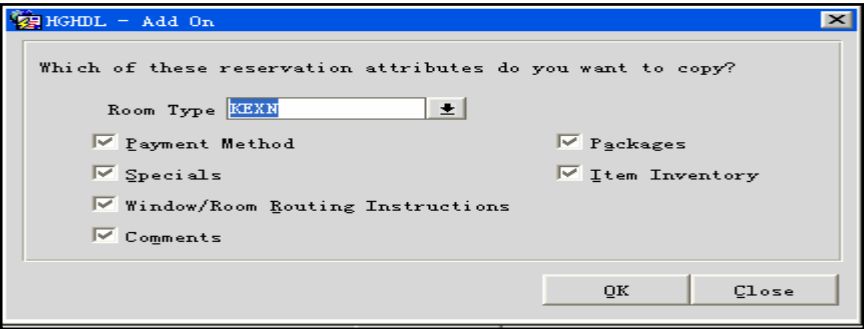 HGHDL - Add On
Which of these reservation attributes do you want to copy?
Room Type KEXN
Payment Method Packages
Specials Item Inventory
Window/Room Routing Instructions
Comments
OK Close